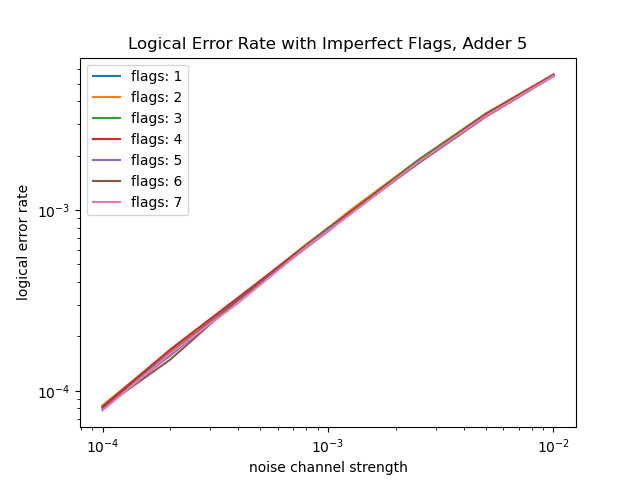 Logical Error Rate with Imperfect Flags, Adder 5
flags: 1
flags: 2
flags: 3
flags: 4
flags: 5
flags: 6
flags: 7
logical error rate
10⁻³
10⁻⁴
10⁻⁴ 10⁻³ 10⁻²
noise channel strength